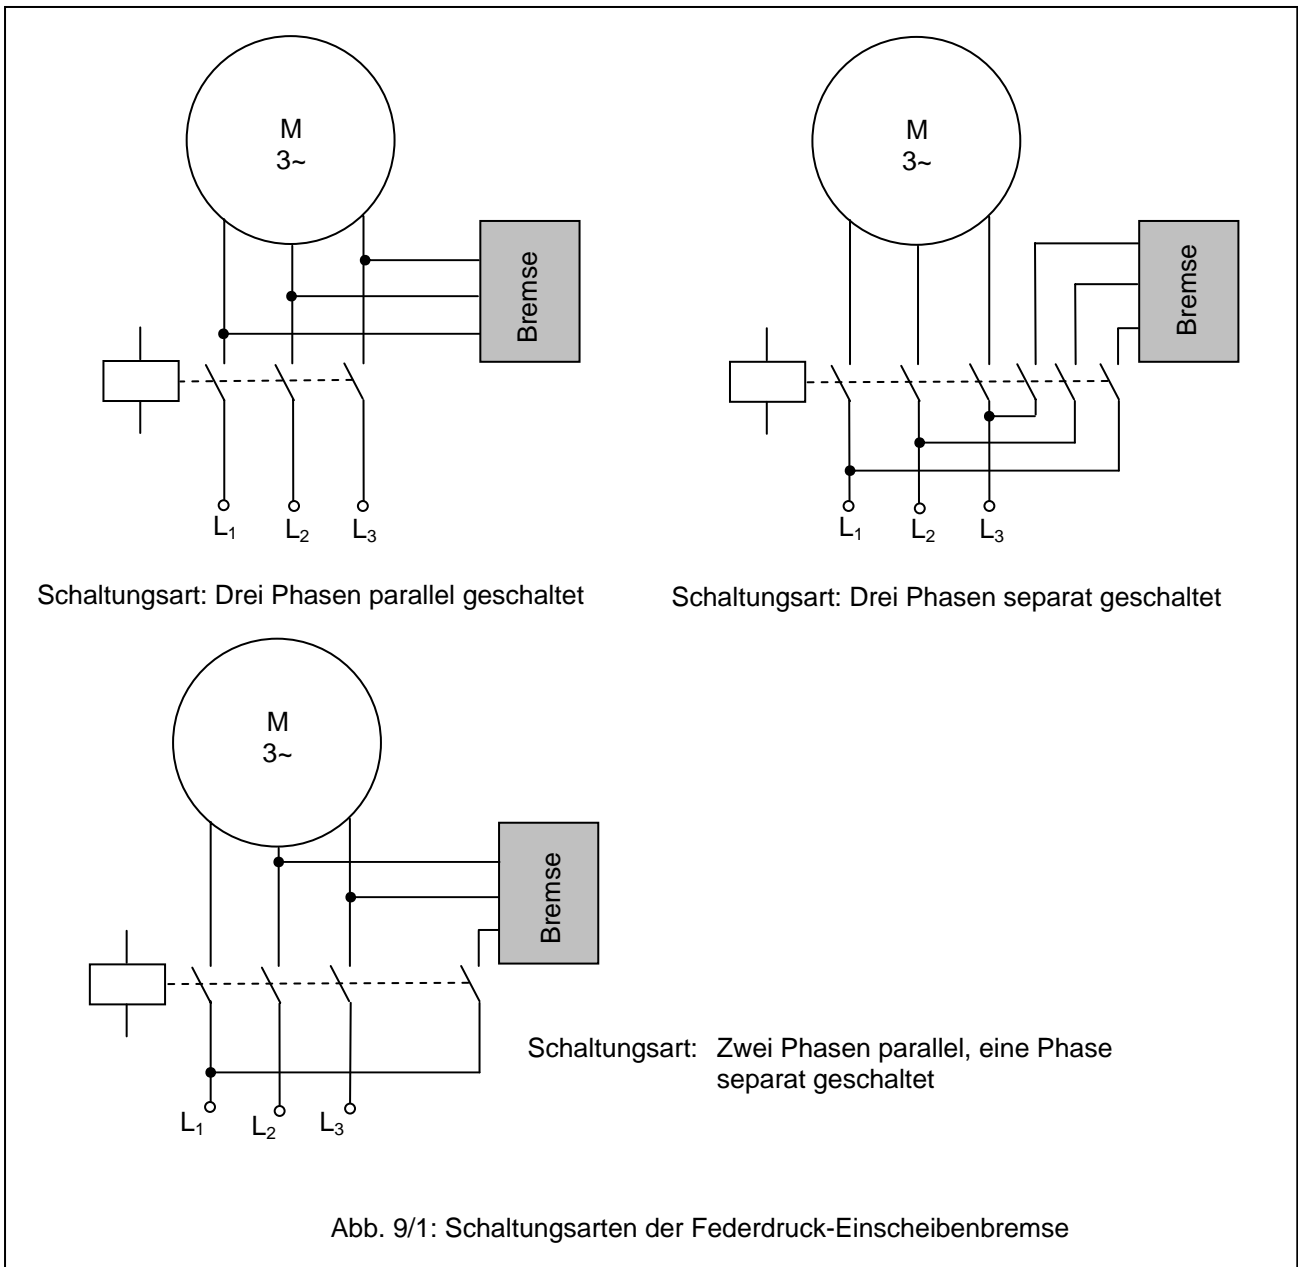 M
3~
Bremse
L₁
L₂
L₃
Schaltungsart: Drei Phasen parallel geschaltet
M
3~
Bremse
L₁
L₂
L₃
Schaltungsart: Drei Phasen separat geschaltet
M
3~
Bremse
L₁
L₂
L₃
Schaltungsart: Zwei Phasen parallel, eine Phase
separat geschaltet
Abb. 9/1: Schaltungsarten der Federdruck-Einscheibenbremse